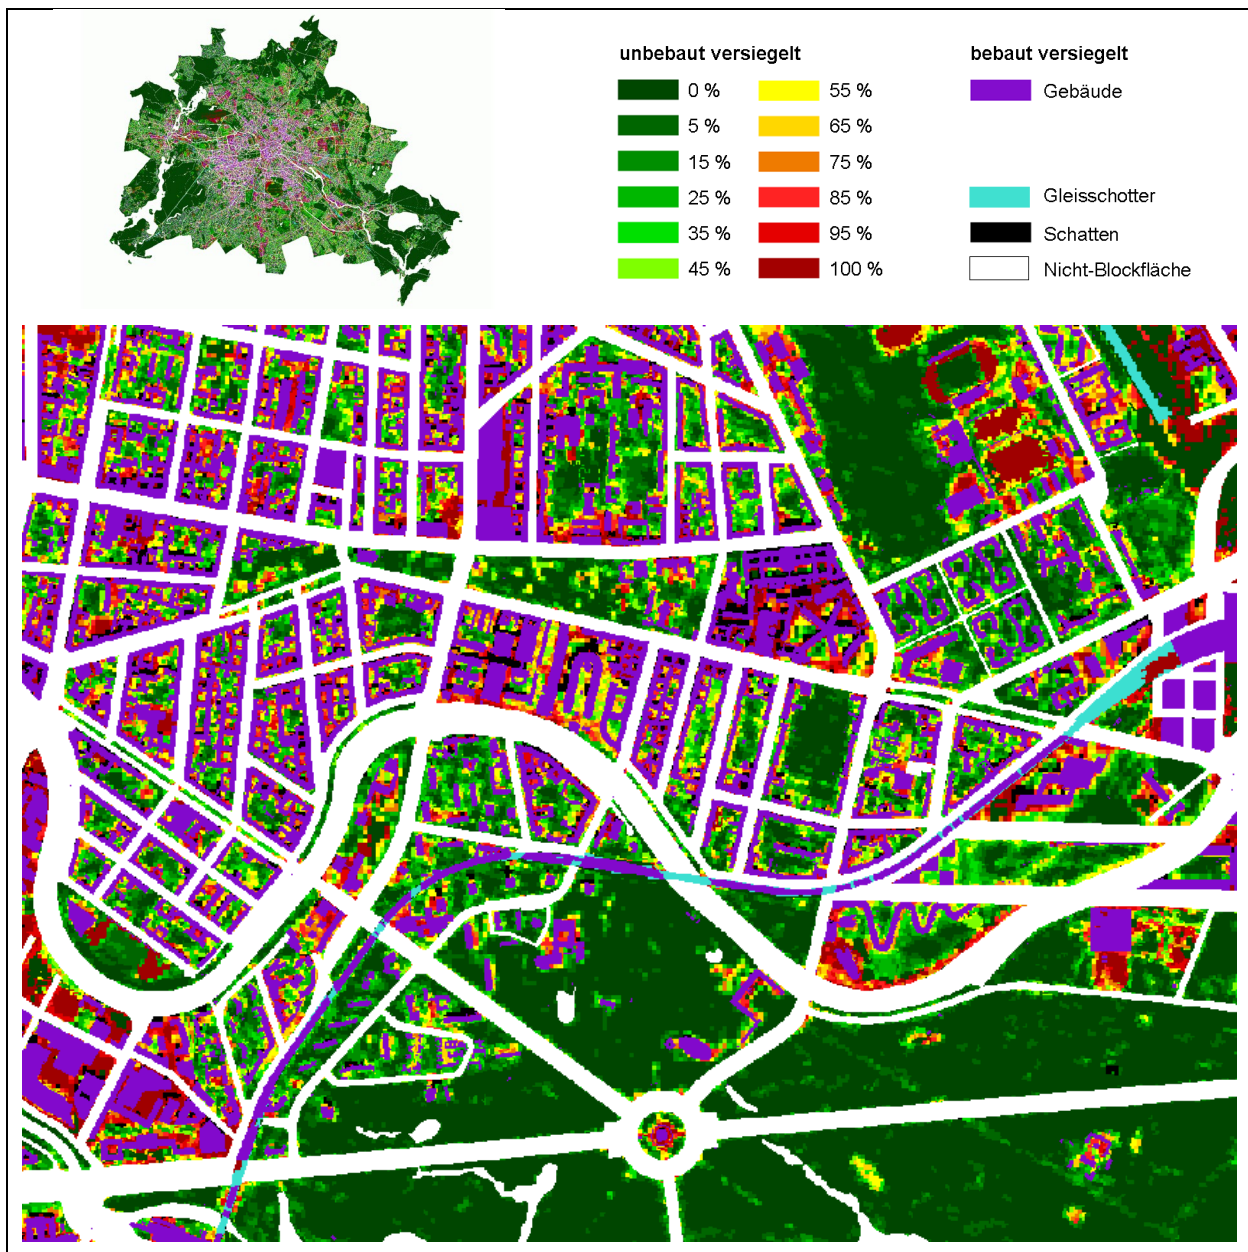 unbebaut versiegelt
bebaut versiegelt
0 %
55 %
Gebäude
5 %
65 %
15 %
75 %
25 %
85 %
Gleisschotter
35 %
95 %
Schatten
45 %
100 %
Nicht-Blockfläche